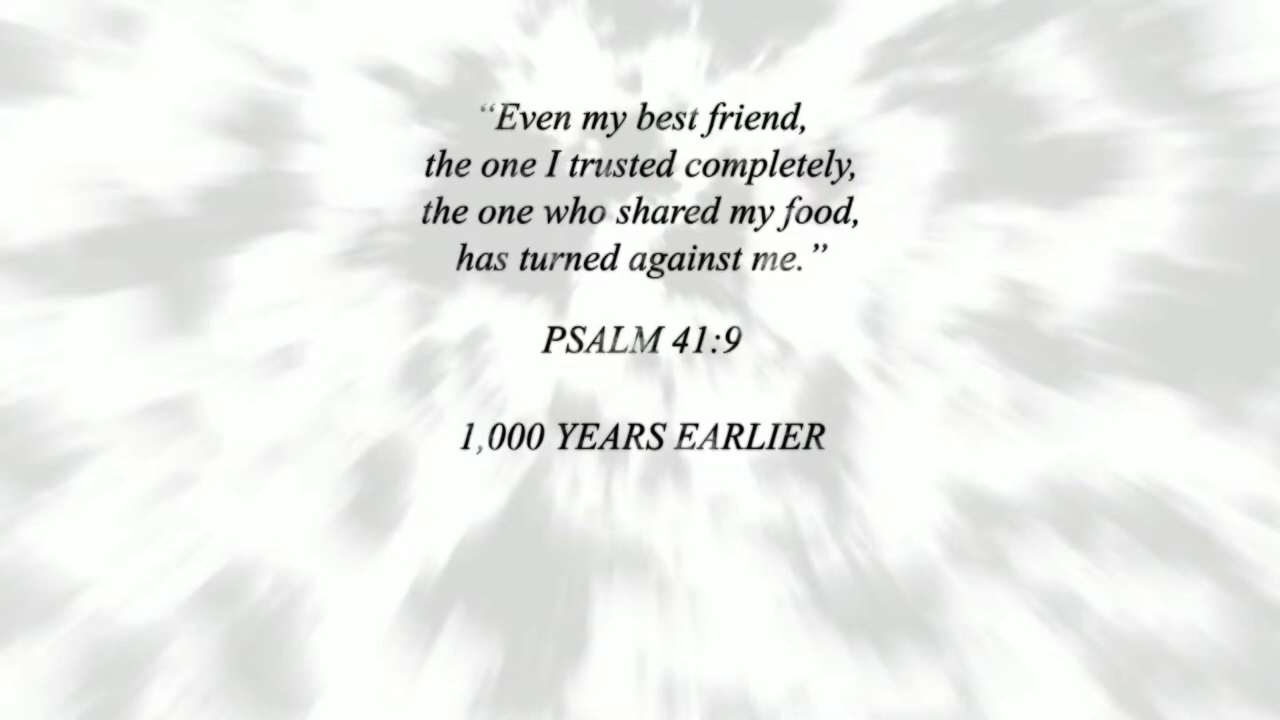 “Even my best friend,
the one I trusted completely,
the one who shared my food,
has turned against me.”
PSALM 41:9
1,000 YEARS EARLIER